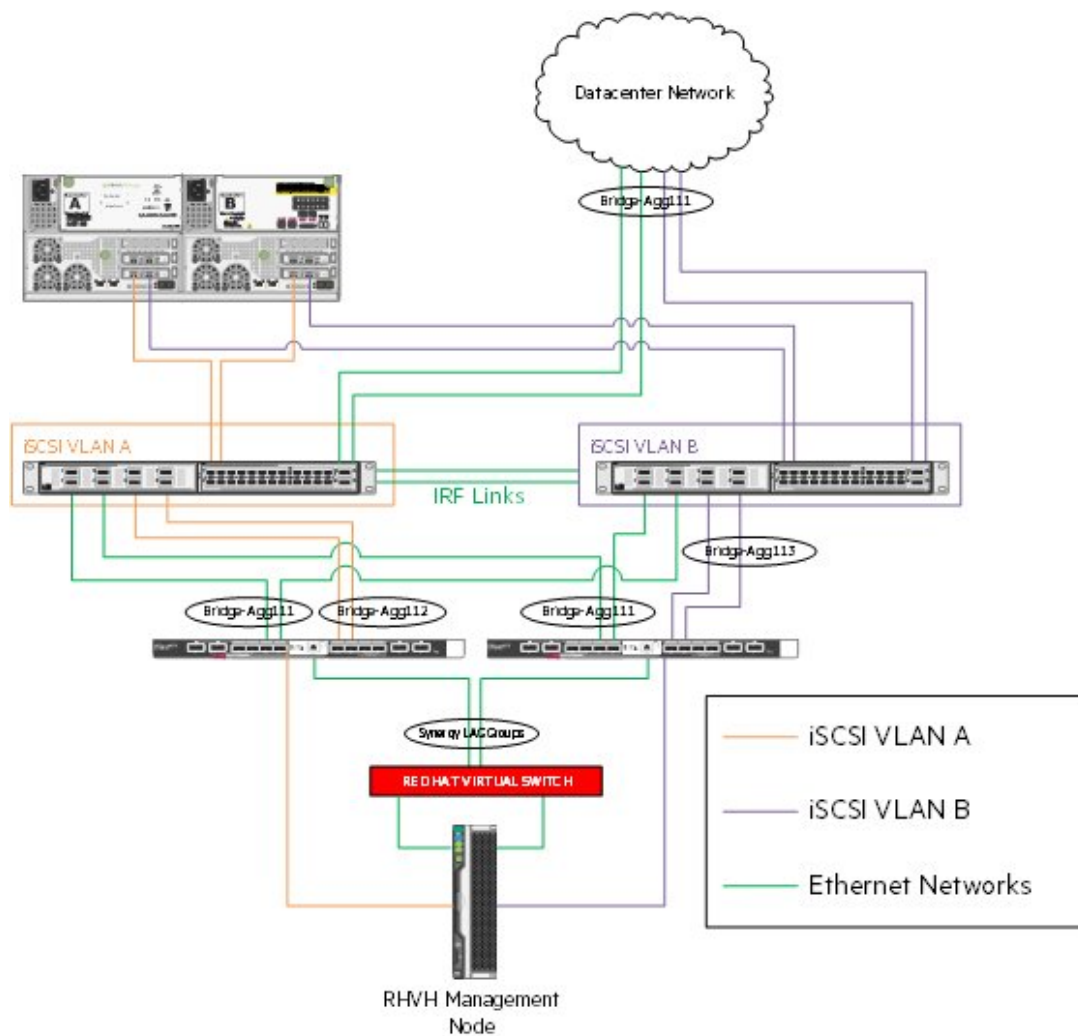 Datacenter Network
Bridge-Agg111
A
B
iSCSI VLAN A
iSCSI VLAN B
IRF Links
Bridge-Agg113
Bridge-Agg111
Bridge-Agg112
Bridge-Agg111
Synergy LAG Groups
RED HAT VIRTUAL SWITCH
iSCSI VLAN A
iSCSI VLAN B
Ethernet Networks
RHVH Management
Node